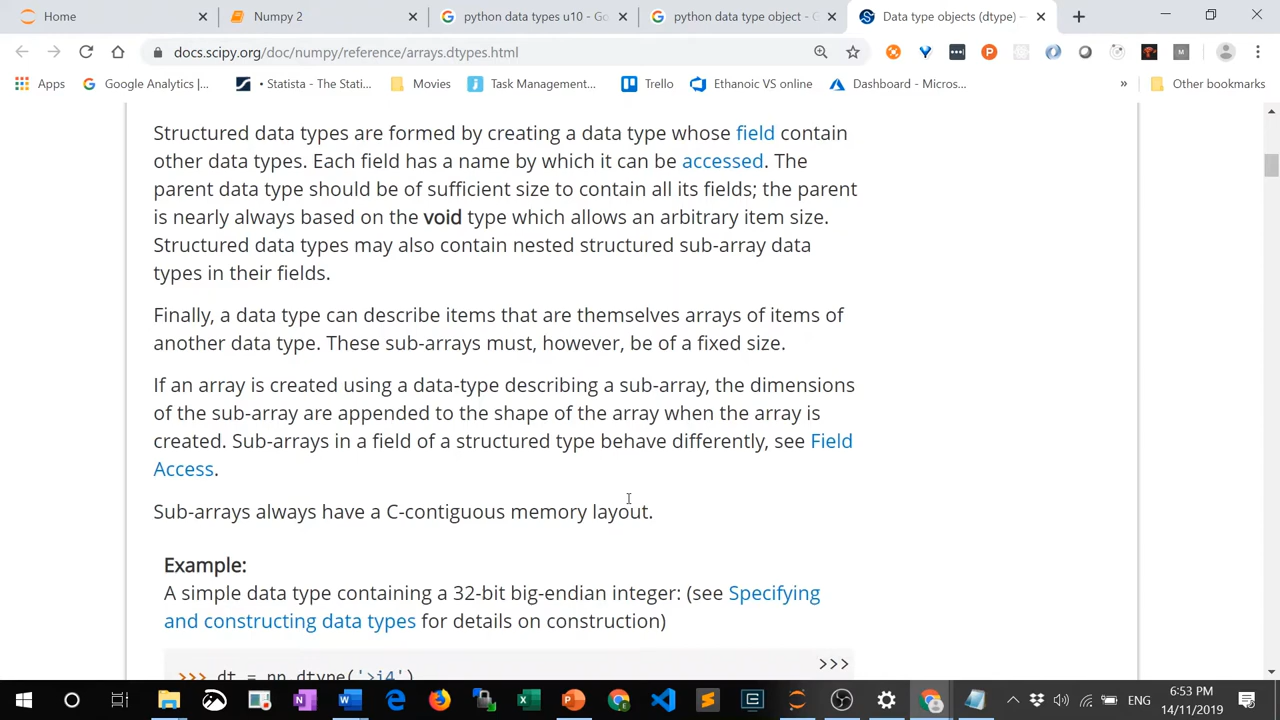 Home
Numpy 2
python data types u10 - Go
python data type object - G
Data type objects (dtype) —
docs.scipy.org/doc/numpy/reference/arrays.dtypes.html
Apps
Google Analytics |...
• Statista - The Stati...
Movies
Task Management...
Trello
Ethanoic VS online
Dashboard - Micros...
»
Other bookmarks
Structured data types are formed by creating a data type whose field contain
other data types. Each field has a name by which it can be accessed. The
parent data type should be of sufficient size to contain all its fields; the parent
is nearly always based on the void type which allows an arbitrary item size.
Structured data types may also contain nested structured sub-array data
types in their fields.
Finally, a data type can describe items that are themselves arrays of items of
another data type. These sub-arrays must, however, be of a fixed size.
If an array is created using a data-type describing a sub-array, the dimensions
of the sub-array are appended to the shape of the array when the array is
created. Sub-arrays in a field of a structured type behave differently, see Field
Access.
Sub-arrays always have a C-contiguous memory layout.
Example:
A simple data type containing a 32-bit big-endian integer: (see Specifying
and constructing data types for details on construction)
>>>
>>> dt = np.dtype('>i4')
ENG
6:53 PM
14/11/2019